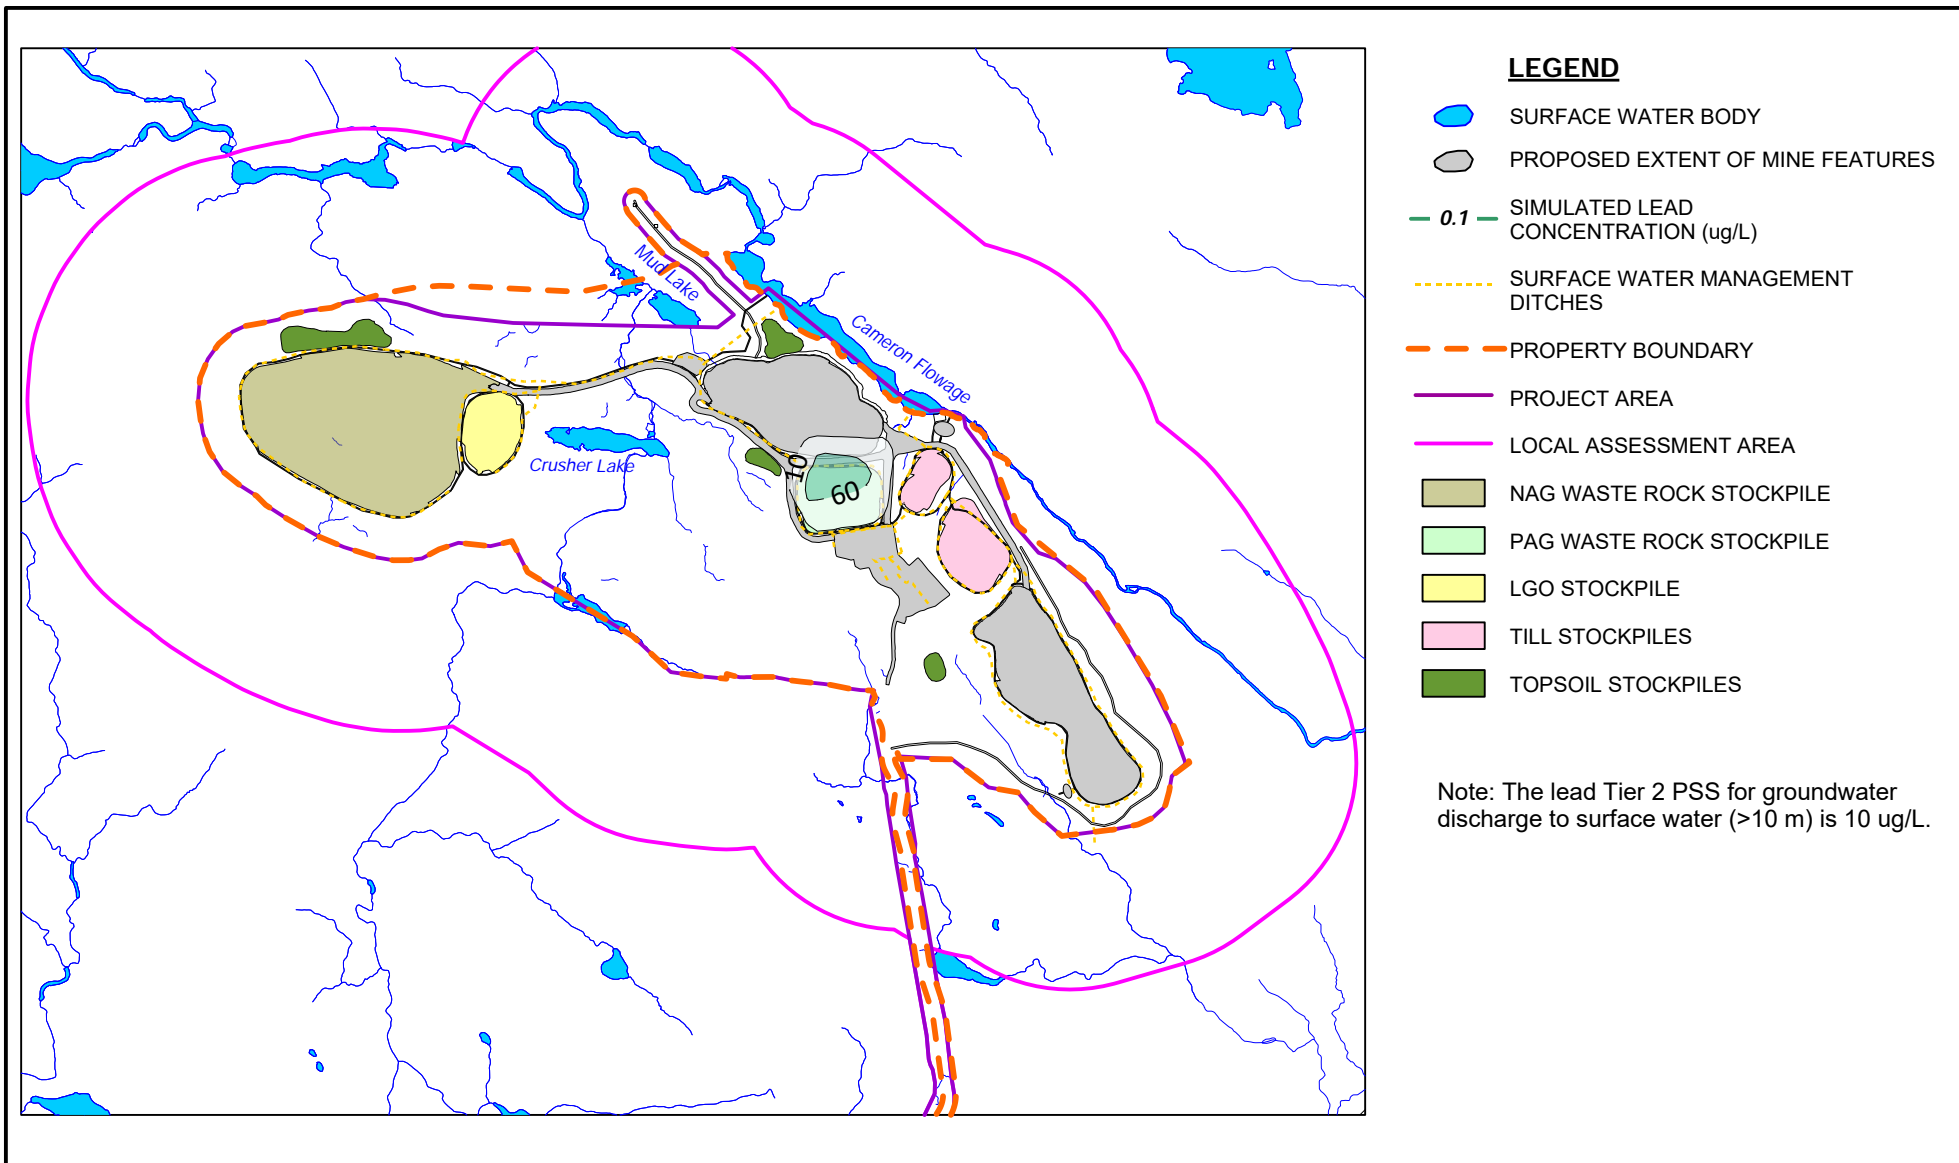 LEGEND
SURFACE WATER BODY
PROPOSED EXTENT OF MINE FEATURES
0.1
SIMULATED LEAD
CONCENTRATION (ug/L)
SURFACE WATER MANAGEMENT
DITCHES
PROPERTY BOUNDARY
PROJECT AREA
LOCAL ASSESSMENT AREA
NAG WASTE ROCK STOCKPILE
PAG WASTE ROCK STOCKPILE
LGO STOCKPILE
TILL STOCKPILES
TOPSOIL STOCKPILES
Note: The lead Tier 2 PSS for groundwater
discharge to surface water (>10 m) is 10 ug/L.
Mud Lake
Cameron Flowage
Crusher Lake
10
60